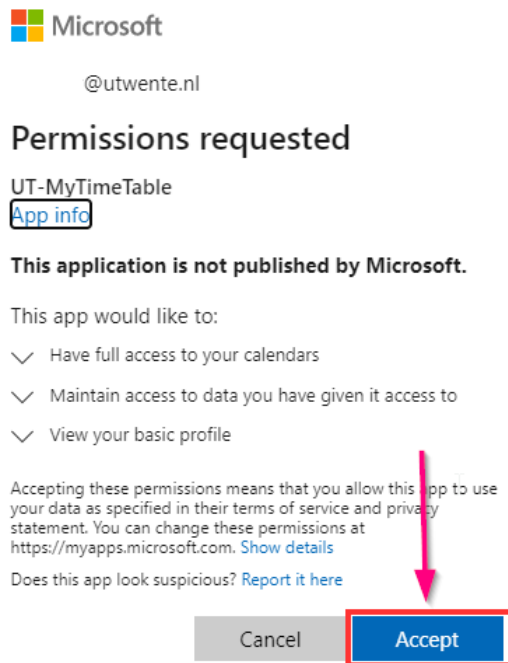 Microsoft
@utwente.nl
Permissions requested
UT-MyTimeTable
App info
This application is not published by Microsoft.
This app would like to:
Have full access to your calendars
Maintain access to data you have given it access to
View your basic profile
Accepting these permissions means that you allow this app to use
your data as specified in their terms of service and privacy
statement. You can change these permissions at
https://myapps.microsoft.com. Show details
Does this app look suspicious? Report it here
Cancel Accept